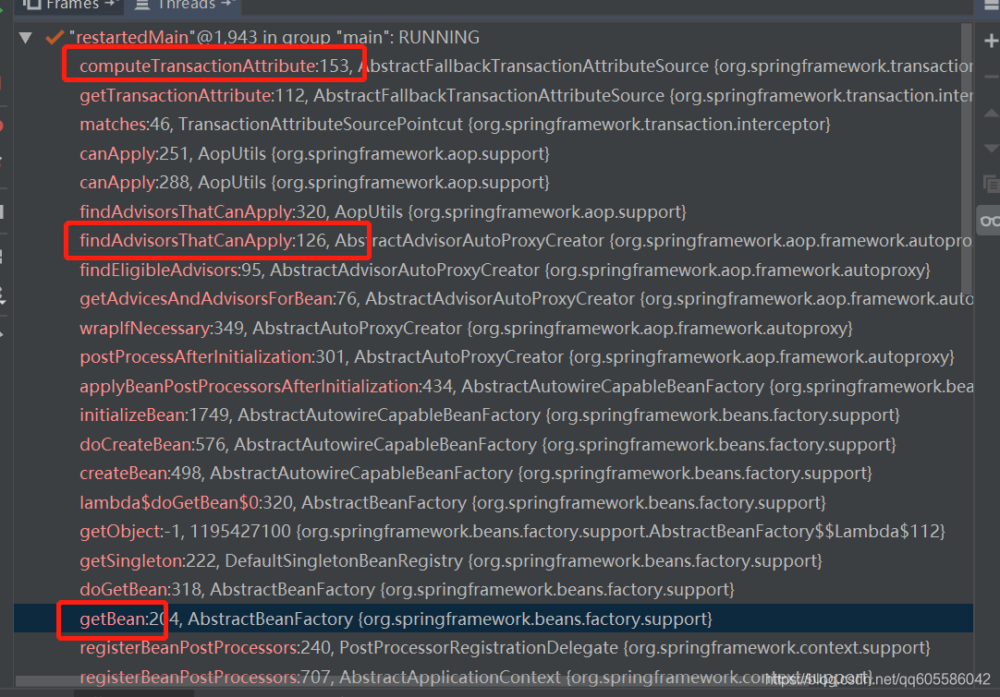 Frames
Threads
"restartedMain"@1,943 in group "main": RUNNING
computeTransactionAttribute:153, AbstractFallbackTransactionAttributeSource {org.springframework.transaction
getTransactionAttribute:112, AbstractFallbackTransactionAttributeSource {org.springframework.transaction.inter
matches:46, TransactionAttributeSourcePointcut {org.springframework.transaction.interceptor}
canApply:251, AopUtils {org.springframework.aop.support}
canApply:288, AopUtils {org.springframework.aop.support}
findAdvisorsThatCanApply:320, AopUtils {org.springframework.aop.support}
findAdvisorsThatCanApply:126, AbstractAdvisorAutoProxyCreator {org.springframework.aop.framework.autopro
findEligibleAdvisors:95, AbstractAdvisorAutoProxyCreator {org.springframework.aop.framework.autoproxy}
getAdvicesAndAdvisorsForBean:76, AbstractAdvisorAutoProxyCreator {org.springframework.aop.framework.auto
wrapIfNecessary:349, AbstractAutoProxyCreator {org.springframework.aop.framework.autoproxy}
postProcessAfterInitialization:301, AbstractAutoProxyCreator {org.springframework.aop.framework.autoproxy}
applyBeanPostProcessorsAfterInitialization:434, AbstractAutowireCapableBeanFactory {org.springframework.bea
initializeBean:1749, AbstractAutowireCapableBeanFactory {org.springframework.beans.factory.support}
doCreateBean:576, AbstractAutowireCapableBeanFactory {org.springframework.beans.factory.support}
createBean:498, AbstractAutowireCapableBeanFactory {org.springframework.beans.factory.support}
lambda$doGetBean$0:320, AbstractBeanFactory {org.springframework.beans.factory.support}
getObject:-1, 1195427100 {org.springframework.beans.factory.support.AbstractBeanFactory$$Lambda$112}
getSingleton:222, DefaultSingletonBeanRegistry {org.springframework.beans.factory.support}
doGetBean:318, AbstractBeanFactory {org.springframework.beans.factory.support}
getBean:204, AbstractBeanFactory {org.springframework.beans.factory.support}
registerBeanPostProcessors:240, PostProcessorRegistrationDelegate {org.springframework.context.support}
registerBeanPostProcessors:707, AbstractApplicationContext {org.springframework.context.support}
https://blog.csdn.net/qq605586042